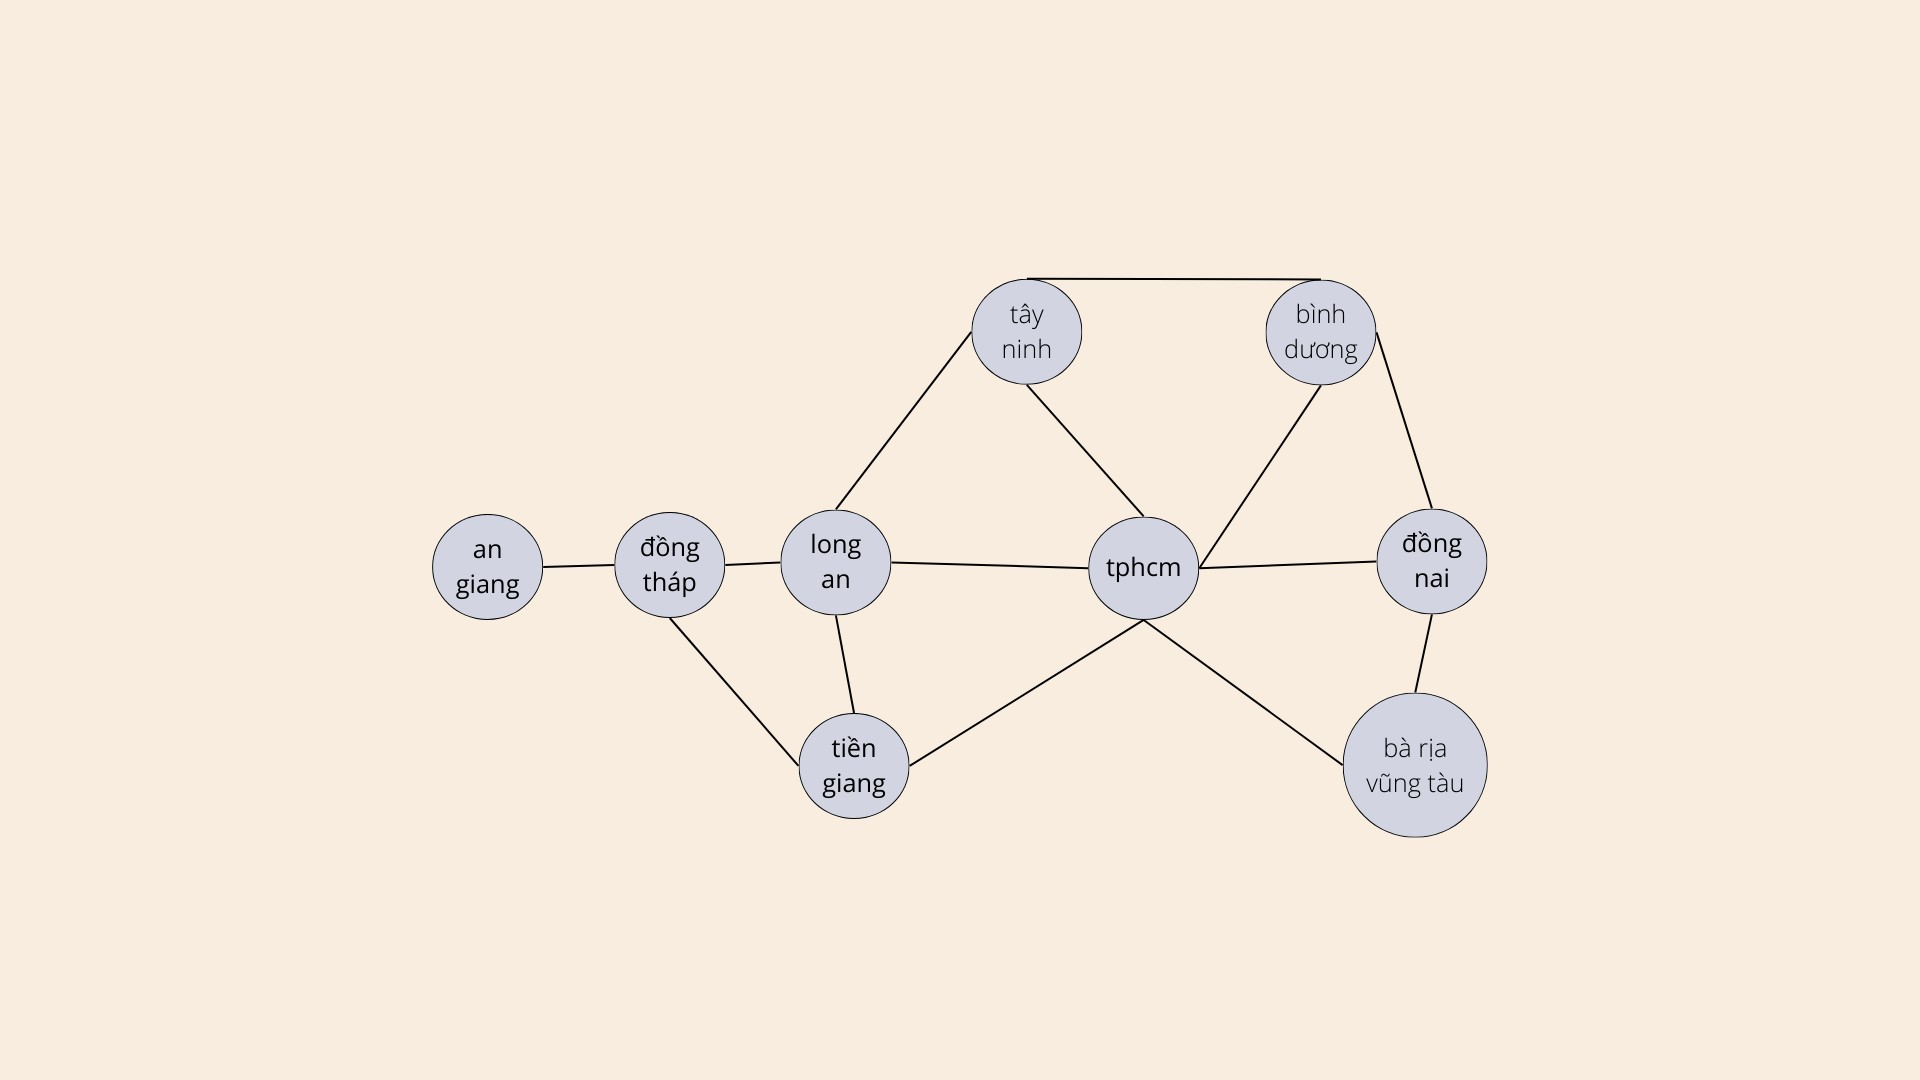 tây
ninh
bình
dương
an
giang
đồng
tháp
long
an
tphcm
đồng
nai
tiền
giang
bà rịa
vũng tàu